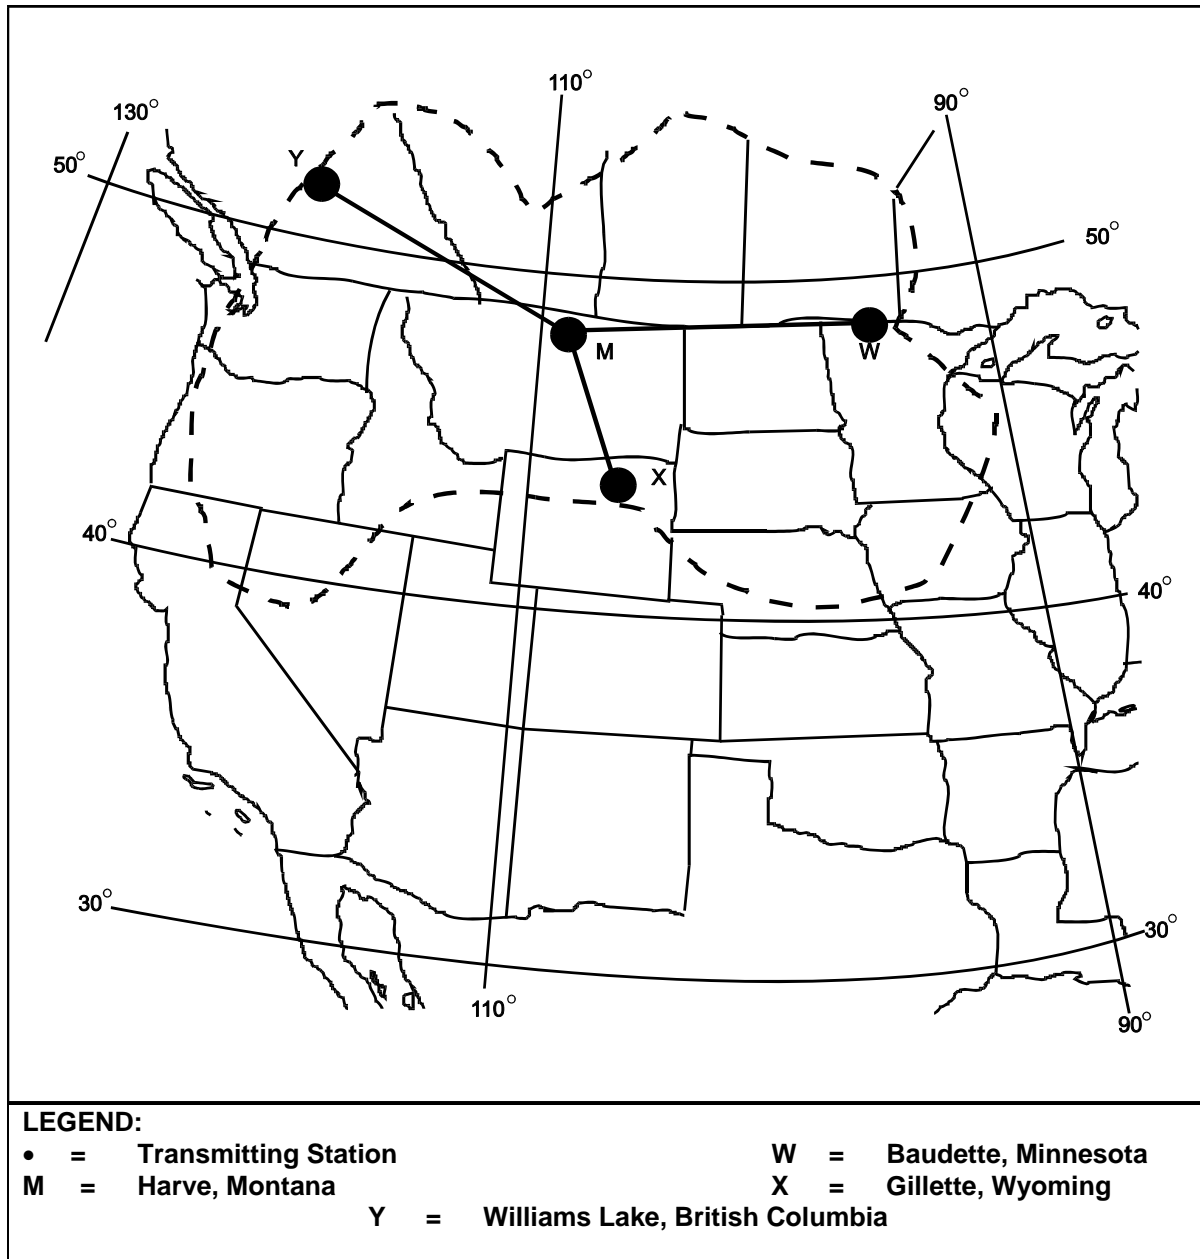 110°
90°
130°
50°
Y
50°
M
W
X
40°
40°
30°
30°
110°
90°
LEGEND:
• = Transmitting Station W = Baudette, Minnesota
M = Harve, Montana X = Gillette, Wyoming
Y = Williams Lake, British Columbia